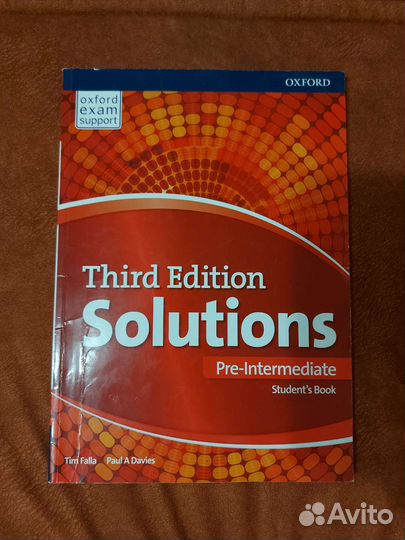 oxford
exam
support
OXFORD
Third Edition
Solutions
Pre-Intermediate
Student's Book
Tim Falla Paul A Davies
Avito